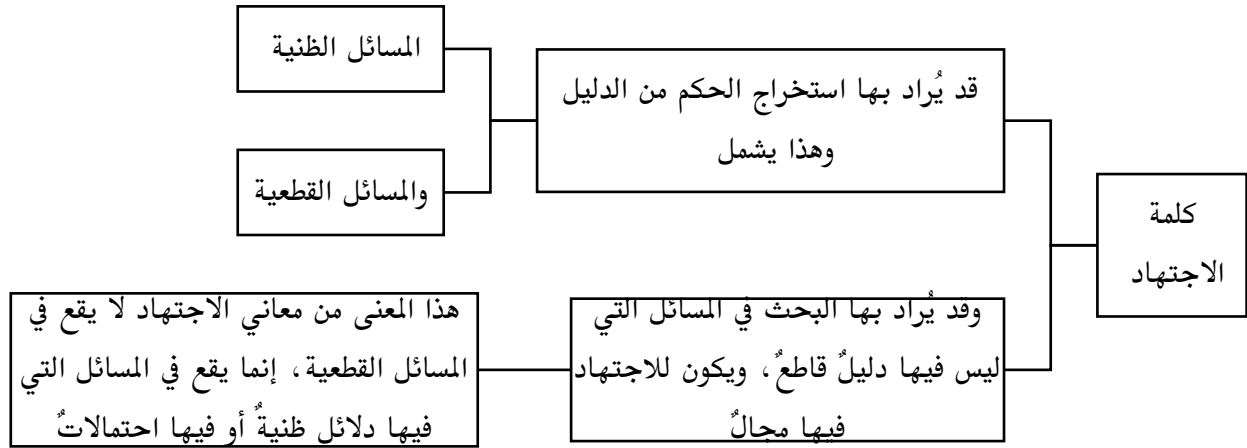 كلمة
الاجتهاد
قد يُراد بها استخراج الحكم من الدليل
وهذا يشمل
المسائل الظنية
والمسائل القطعية
وقد يُراد بها البحث في المسائل التي
ليس فيها دليلٌ قاطعٌ، ويكون للاجتهاد
فيها مجالٌ
هذا المعنى من معاني الاجتهاد لا يقع في
المسائل القطعية، إنما يقع في المسائل التي
فيها دلائل ظنيةٌ أو فيها احتمالاتٌ